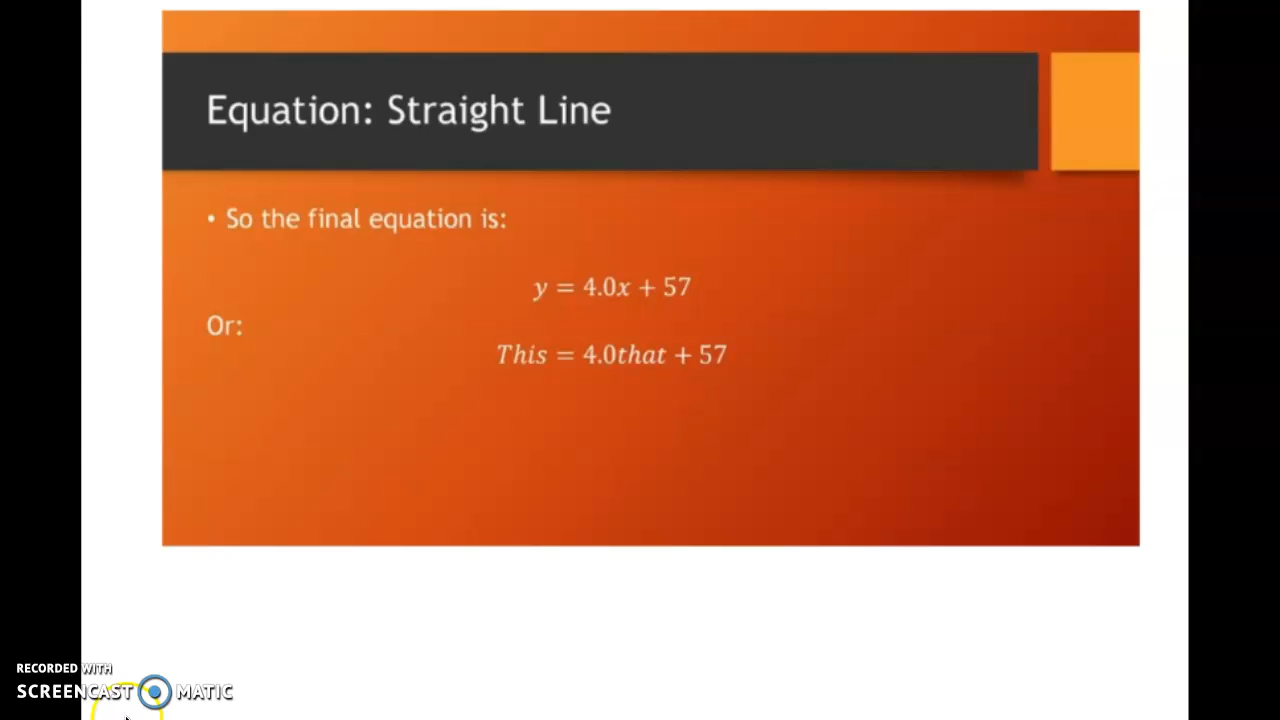 Equation: Straight Line
• So the final equation is:
y = 4.0x + 57
Or:
This = 4.0that + 57
RECORDED WITH
SCREENCAST MATIC